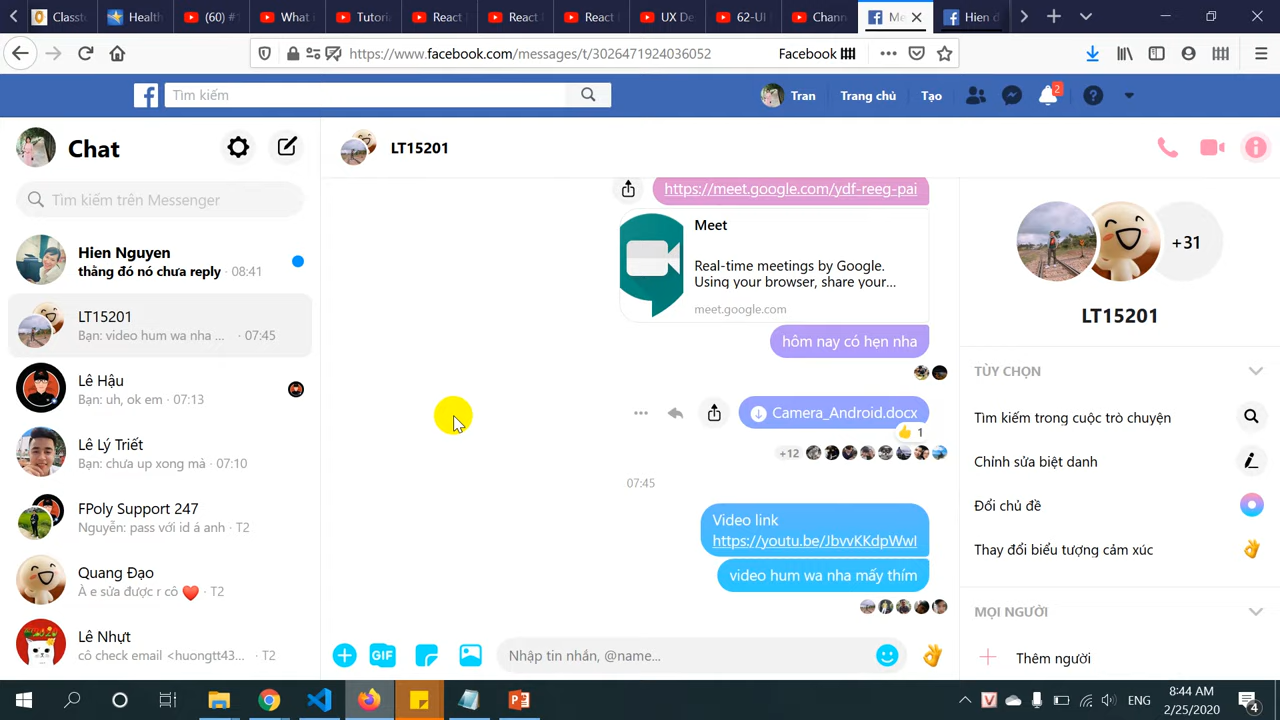 Classto
Health
(60) #1
What i
Tutoria
React
React
React
UX De
62-UI
Chann
Me
Hien d
https://www.facebook.com/messages/t/3026471924036052
Facebook
Tìm kiếm
Tran
Trang chủ
Tạo
2
Chat
Tìm kiếm trên Messenger
Hien Nguyen
thằng đó nó chưa reply · 08:41
LT15201
Bạn: video hum wa nha ... · 07:45
Lê Hậu
Bạn: uh, ok em · 07:13
Lê Lý Triết
Bạn: chưa up xong mà · 07:10
FPoly Support 247
Nguyễn: pass với id á anh · T2
Quang Đạo
À e sửa được r cô ❤️ · T2
Lê Nhựt
cô check email <huongtt43... · T2
LT15201
https://meet.google.com/ydf-reeg-pai
Meet
Real-time meetings by Google.
Using your browser, share your...
meet.google.com
hôm nay có hẹn nha
Camera_Android.docx
👍 1
+12
07:45
Video link
https://youtu.be/JbvvKKdpWwI
video hum wa nha mấy thím
GIF
Nhập tin nhắn, @name...
+31
LT15201
TÙY CHỌN
Tìm kiếm trong cuộc trò chuyện
Chỉnh sửa biệt danh
Đổi chủ đề
Thay đổi biểu tượng cảm xúc
MỌI NGƯỜI
Thêm người
ENG
8:44 AM
2/25/2020
4